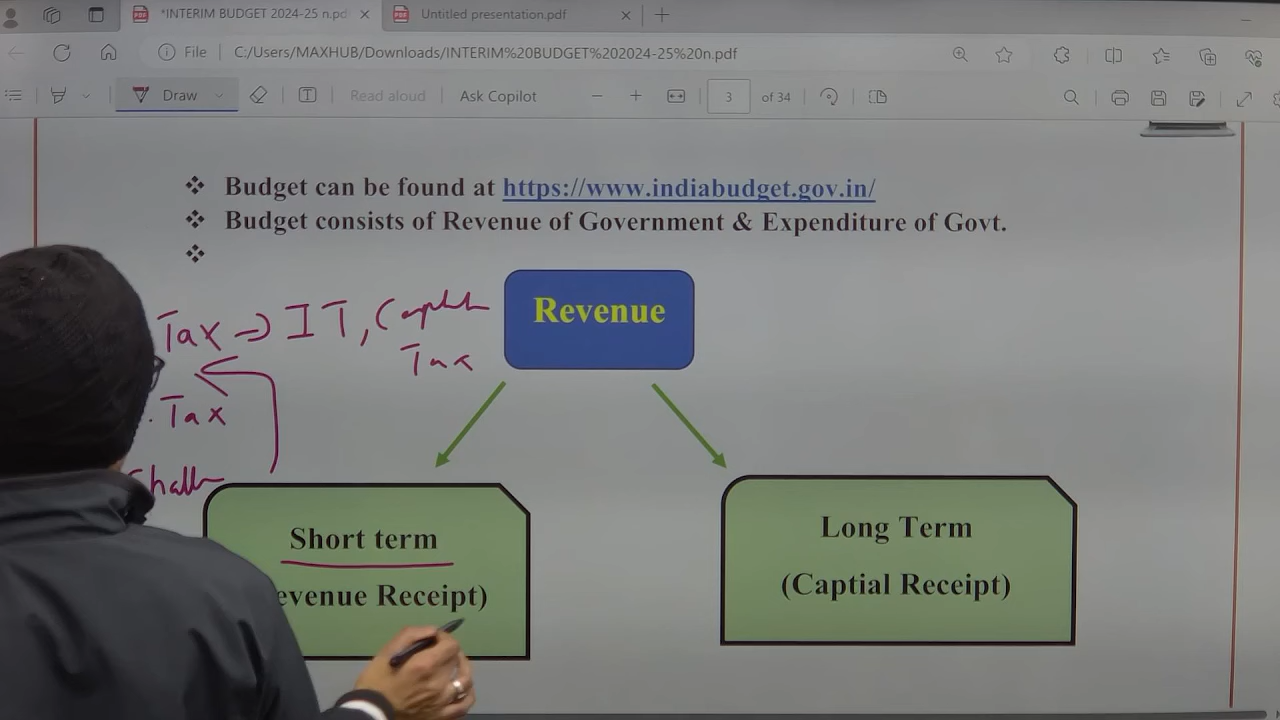 *INTERIM BUDGET 2024-25 n.pd
Untitled presentation.pdf
File
C:/Users/MAXHUB/Downloads/INTERIM%20BUDGET%202024-25%20n.pdf
Draw
Read aloud
Ask Copilot
3
of 34
Budget can be found at https://www.indiabudget.gov.in/
Budget consists of Revenue of Government & Expenditure of Govt.
Revenue
Tax => IT,
Tax
. Tax
Short term
evenue Receipt)
Long Term
(Captial Receipt)